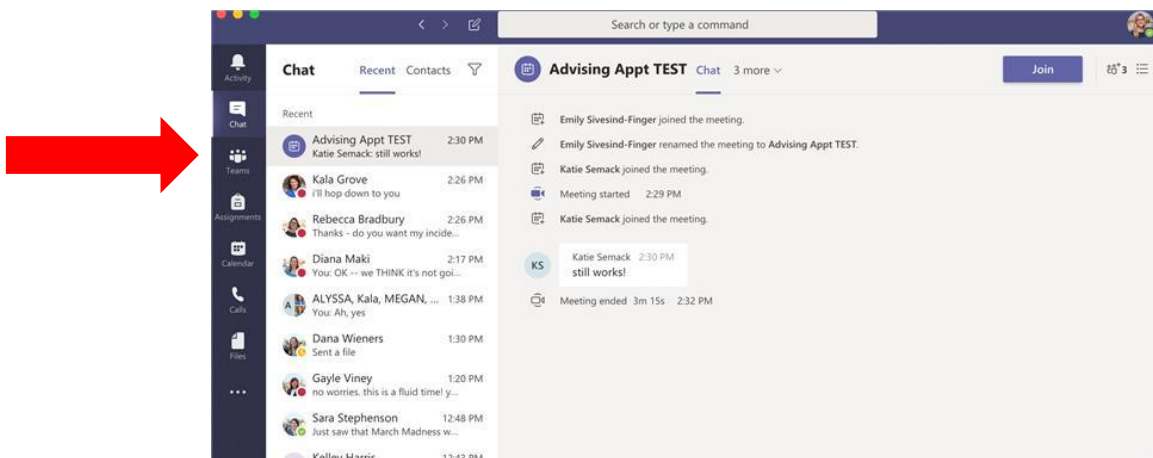 Search or type a command
Activity
Chat
Teams
Assignments
Calendar
Calls
Files
Chat Recent Contacts
Recent
Advising Appt TEST 2:30 PM
Katie Semack: still works!
Kala Grove 2:26 PM
i'll hop down to you
Rebecca Bradbury 2:26 PM
Thanks - do you want my incide...
Diana Maki 2:17 PM
You: OK -- we THINK it's not goi...
A
ALYSSA, Kala, MEGAN, ... 1:38 PM
You: Ah, yes
Dana Wieners 1:30 PM
Sent a file
Gayle Viney 1:20 PM
no worries. this is a fluid time! y...
Sara Stephenson 12:48 PM
Just saw that March Madness w...
Kelley Harris 12:43 PM
Advising Appt TEST Chat 3 more
Join 3
Emily Sivesind-Finger joined the meeting.
Emily Sivesind-Finger renamed the meeting to Advising Appt TEST.
Katie Semack joined the meeting.
Meeting started 2:29 PM
Katie Semack joined the meeting.
KS
Katie Semack 2:30 PM
still works!
Meeting ended 3m 15s 2:32 PM